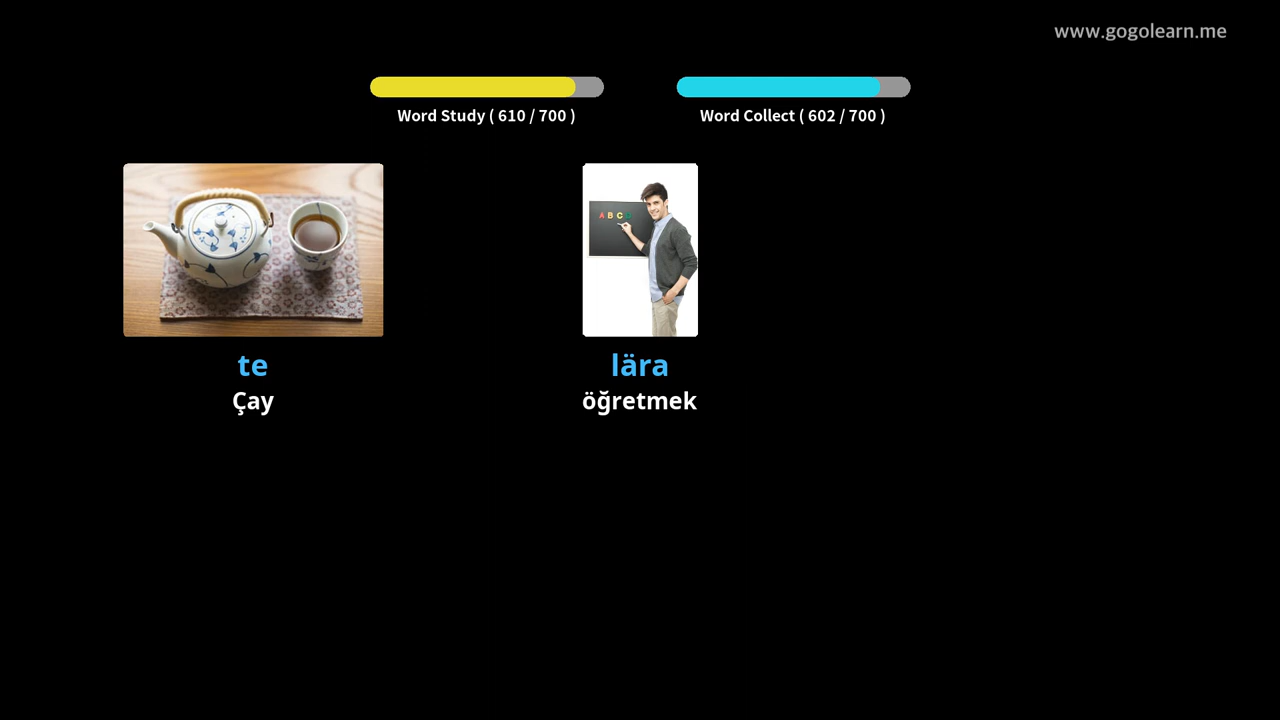 www.gogolearn.me
Word Study ( 610 / 700 )
Word Collect ( 602 / 700 )
A B C D
te
Çay
lära
öğretmek